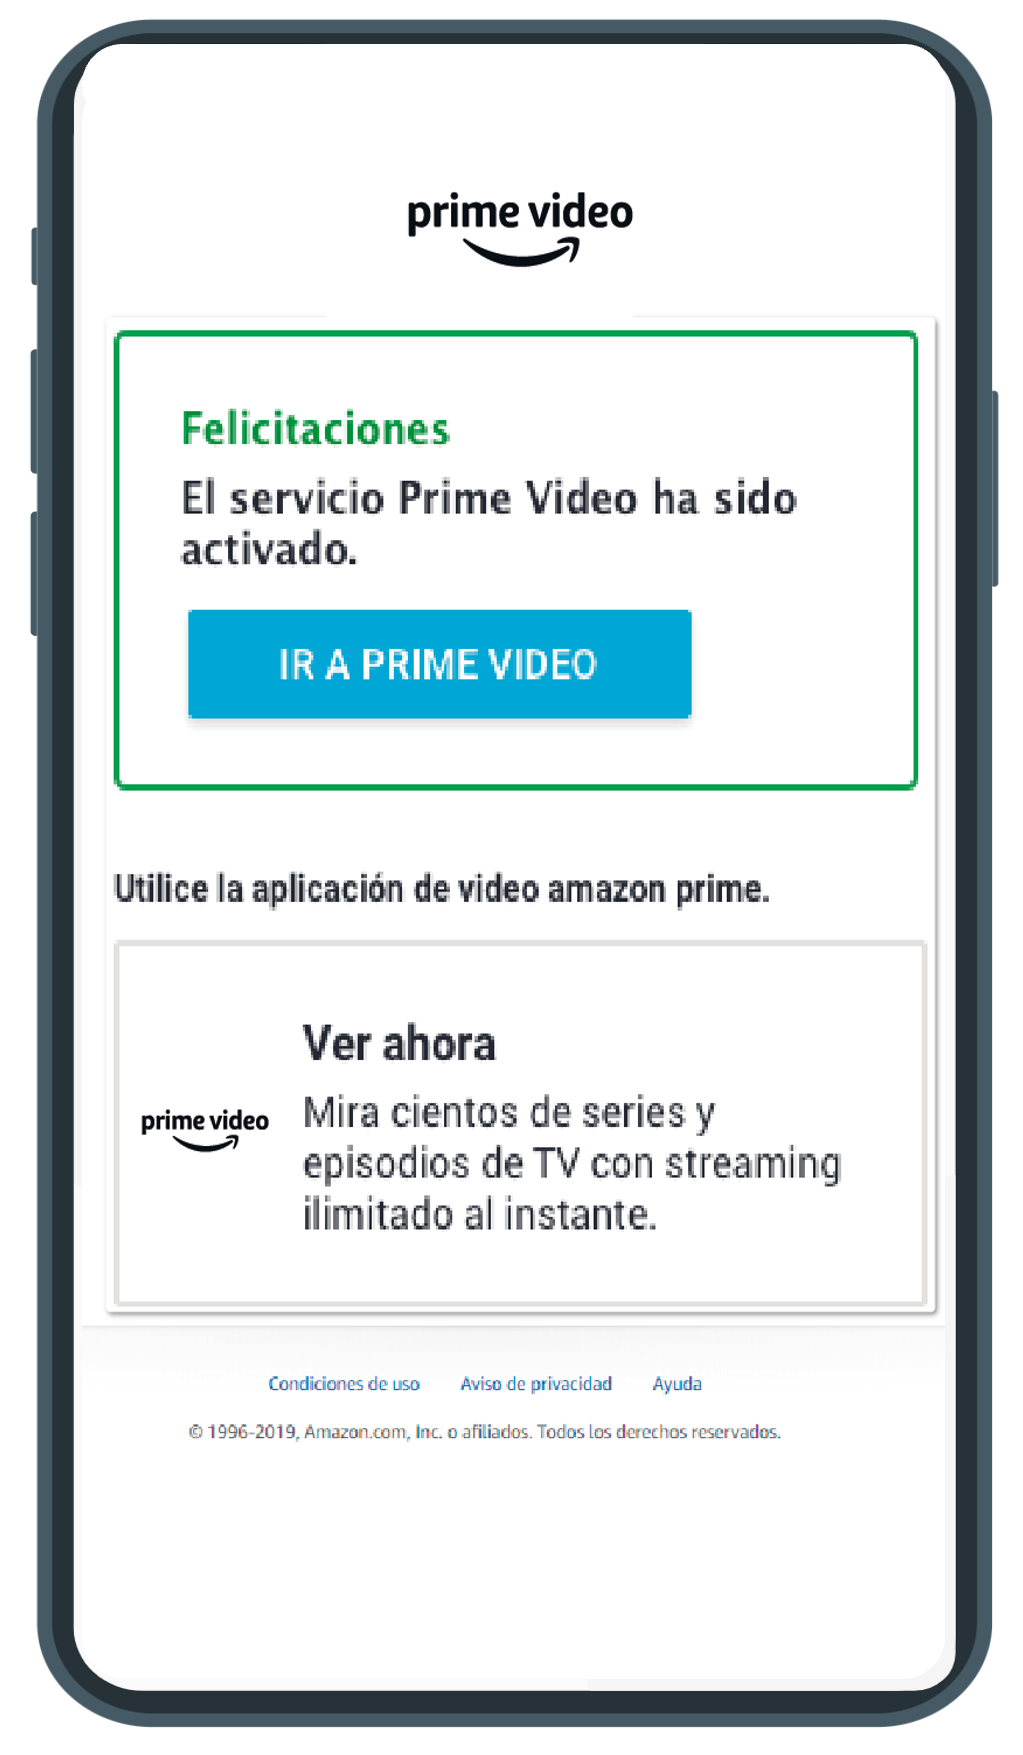 prime video
Felicitaciones
El servicio Prime Video ha sido
activado.
IR A PRIME VIDEO
Utilice la aplicación de video amazon prime.
Ver ahora
prime video
Mira cientos de series y
episodios de TV con streaming
ilimitado al instante.
Condiciones de uso Aviso de privacidad Ayuda
© 1996-2019, Amazon.com, Inc. o afiliados. Todos los derechos reservados.